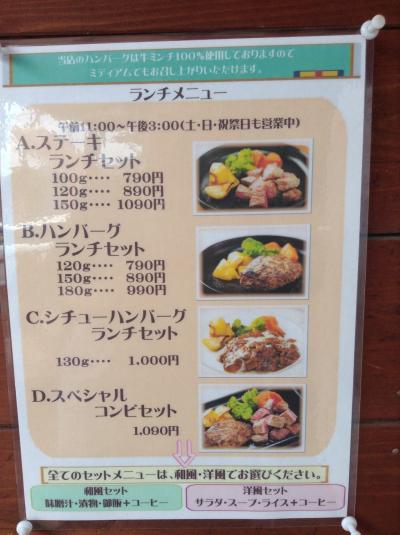 当店のハンバーグは牛ミンチ100%使用しておりますので
ミディアムでもお召し上がりいただけます。
ランチメニュー
午前11:00～午後3:00(土・日・祝祭日も営業中)
A.ステーキ
ランチセット
100g････ 790円
120g････ 890円
150g････ 1090円
B.ハンバーグ
ランチセット
120g････ 790円
150g････ 890円
180g････ 990円
C.シチューハンバーグ
ランチセット
130g････ 1.000円
D.スペシャル
コンビセット
1.090円
全てのセットメニューは、和風・洋風でお選びください。
和風セット
味噌汁・漬物・御飯＋コーヒー
洋風セット
サラダ・スープ・ライス＋コーヒー